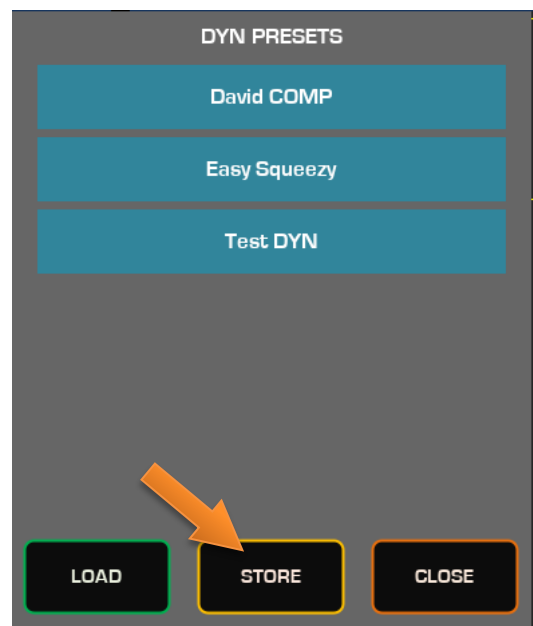 DYN PRESETS
David COMP
Easy Squeezy
Test DYN
LOAD
STORE
CLOSE